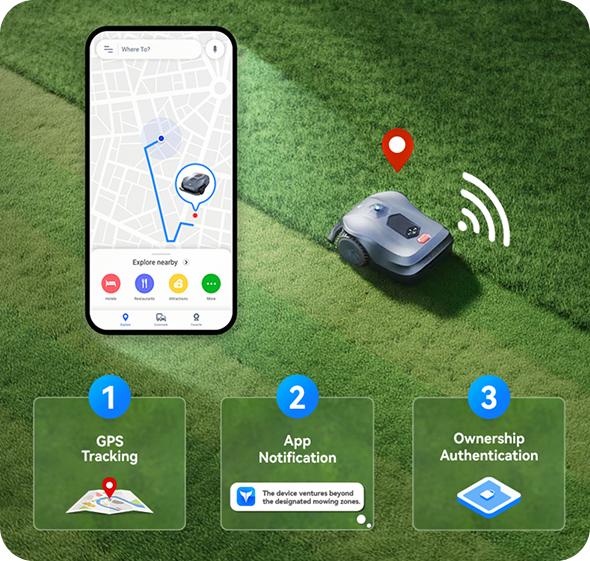 Where To?
Explore nearby
Hotels
Restaurants
Attractions
More
Explore
Commute
Favorite
1
2
3
GPS
Tracking
App
Notification
The device ventures beyond
the designated mowing zones.
Ownership
Authentication